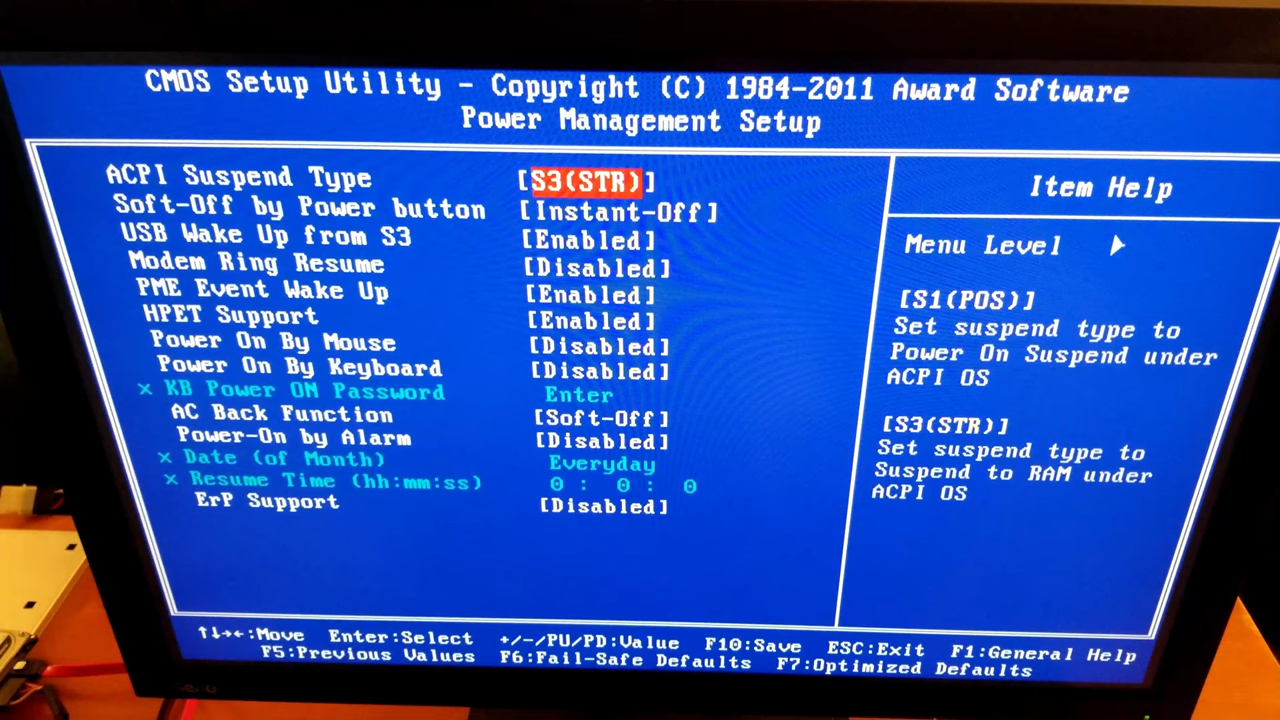 CMOS Setup Utility - Copyright (C) 1984-2011 Award Software
Power Management Setup
ACPI Suspend Type [S3(STR)]
Soft-Off by Power button [Instant-Off]
USB Wake Up from S3 [Enabled]
Modem Ring Resume [Disabled]
PME Event Wake Up [Enabled]
HPET Support [Enabled]
Power On By Mouse [Disabled]
Power On By Keyboard [Disabled]
x KB Power ON Password Enter
AC Back Function [Soft-Off]
Power-On by Alarm [Disabled]
x Date (of Month) Everyday
x Resume Time (hh:mm:ss) 0 : 0 : 0
ErP Support [Disabled]
Item Help
Menu Level ▶
[S1(POS)]
Set suspend type to
Power On Suspend under
ACPI OS
[S3(STR)]
Set suspend type to
Suspend to RAM under
ACPI OS
↑↓→←:Move Enter:Select +/-/PU/PD:Value F10:Save ESC:Exit F1:General Help
F5:Previous Values F6:Fail-Safe Defaults F7:Optimized Defaults